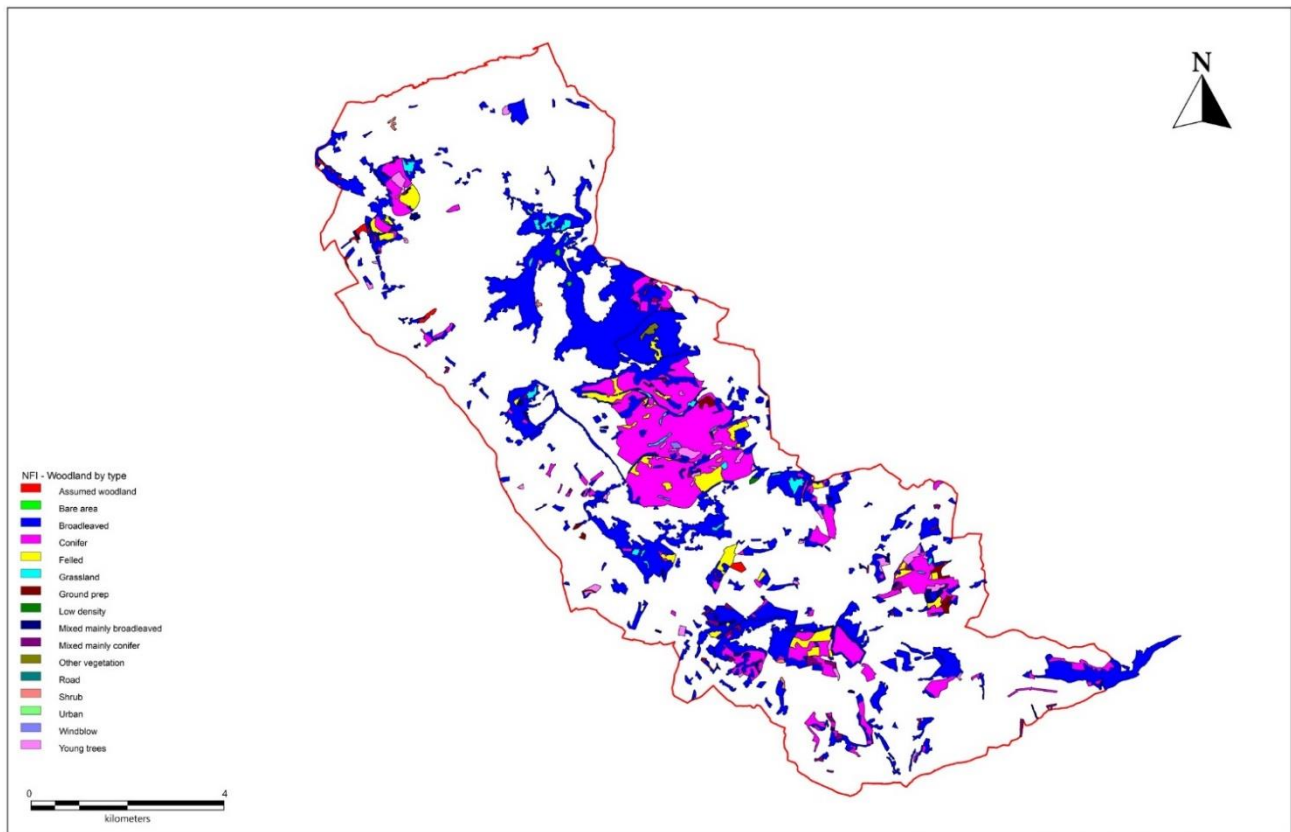 N
NFI - Woodland by type
Assumed woodland
Bare area
Broadleaved
Conifer
Felled
Grassland
Ground prep
Low density
Mixed mainly broadleaved
Mixed mainly conifer
Other vegetation
Road
Shrub
Urban
Windblow
Young trees
0 4
kilometers